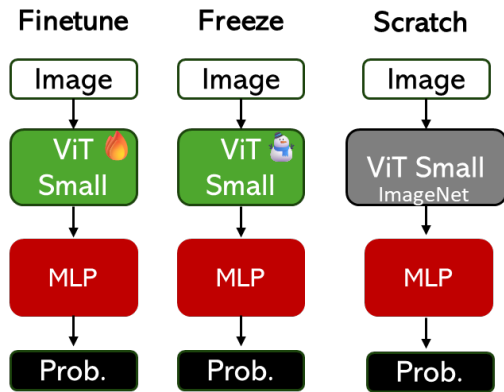 Finetune Freeze Scratch
Image Image Image
ViT ViT ViT Small
Small Small ImageNet
MLP MLP MLP
Prob. Prob. Prob.